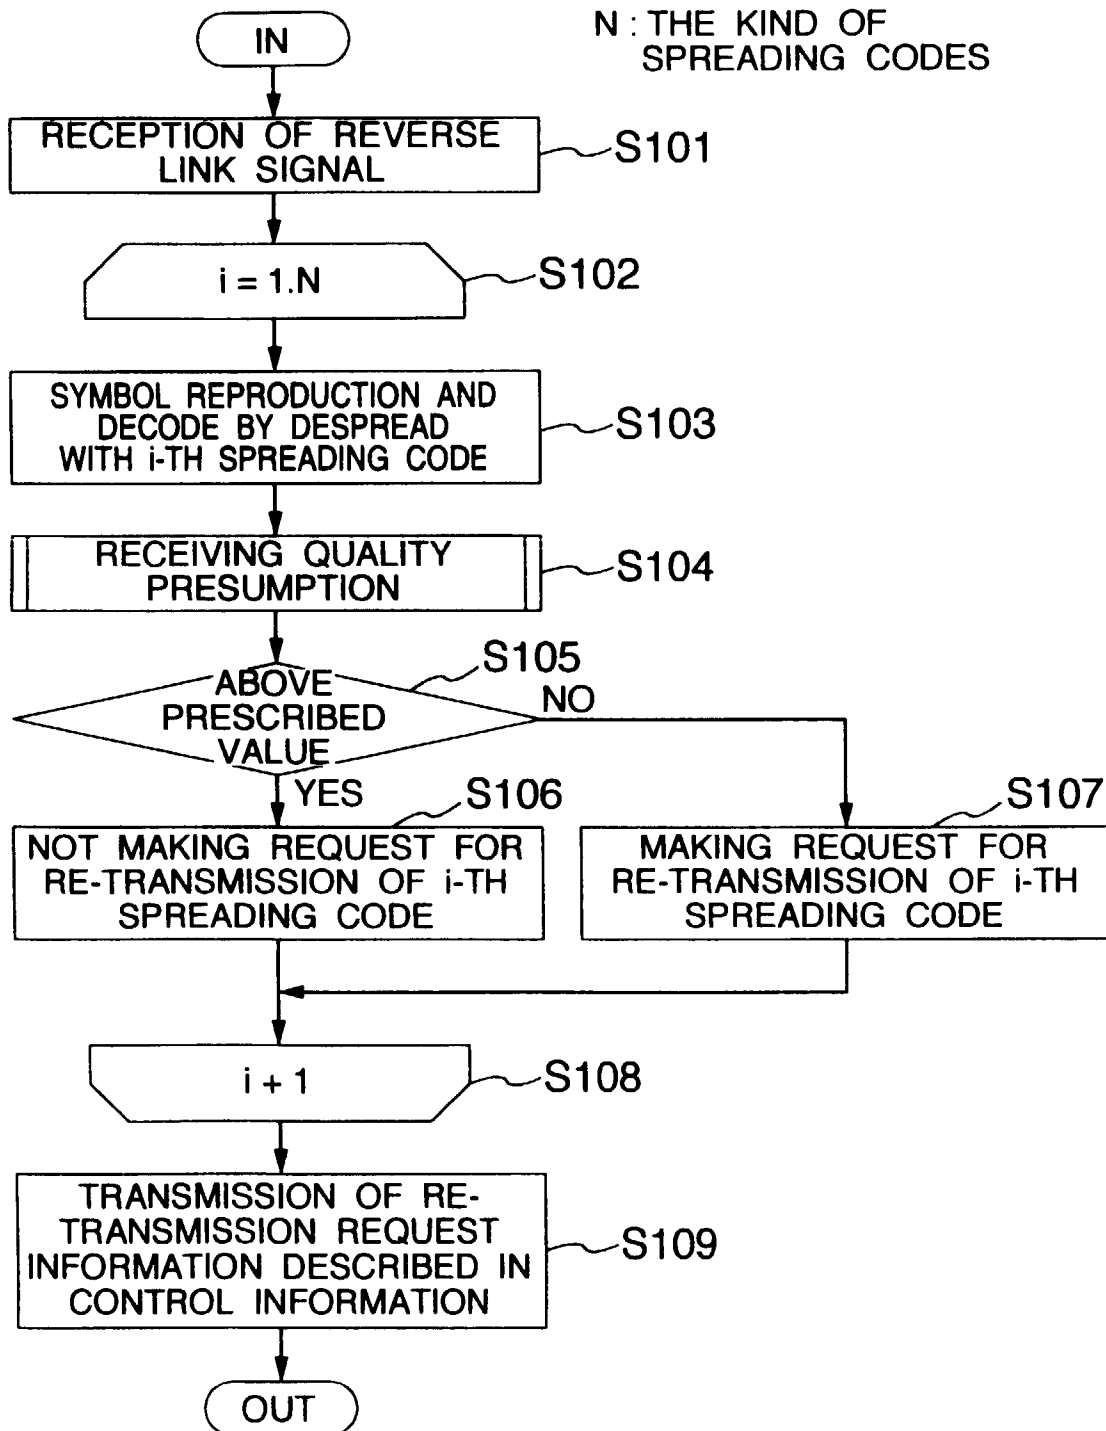 IN
N : THE KIND OF
SPREADING CODES
RECEPTION OF REVERSE
LINK SIGNAL
S101
i = 1.N
S102
SYMBOL REPRODUCTION AND
DECODE BY DESPREAD
WITH i-TH SPREADING CODE
S103
RECEIVING QUALITY
PRESUMPTION
S104
S105
ABOVE
PRESCRIBED
VALUE
NO
YES
S106
NOT MAKING REQUEST FOR
RE-TRANSMISSION OF i-TH
SPREADING CODE
S107
MAKING REQUEST FOR
RE-TRANSMISSION OF i-TH
SPREADING CODE
i + 1
S108
TRANSMISSION OF RE-
TRANSMISSION REQUEST
INFORMATION DESCRIBED IN
CONTROL INFORMATION
S109
OUT